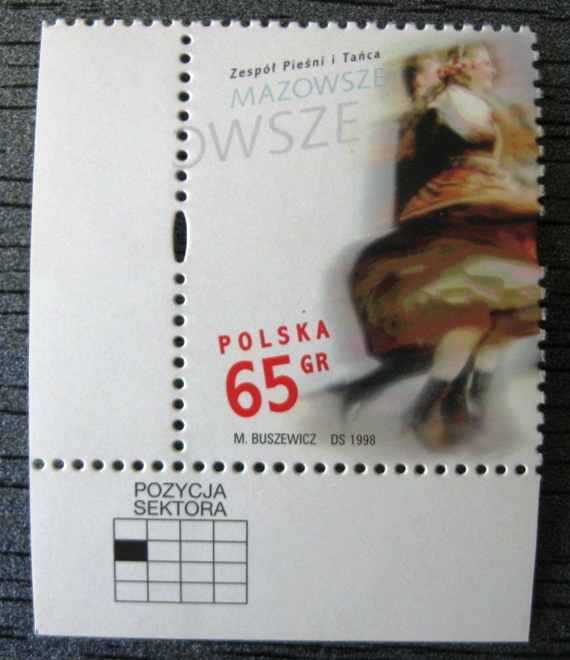 Zespół Pieśni i Tańca
MAZOWSZE
OWSZE
POLSKA
65 GR
M. BUSZEWICZ DS 1998
POZYCJA
SEKTORA